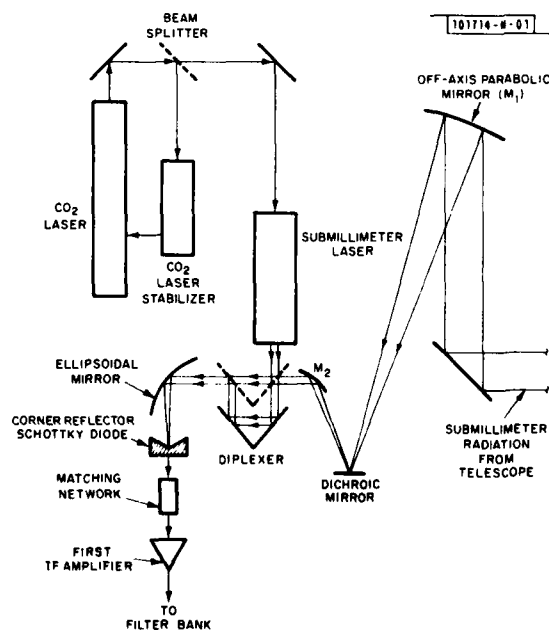 BEAM
SPLITTER
101714-N-01
OFF-AXIS PARABOLIC
MIRROR (M1)
CO2
LASER
CO2
LASER
STABILIZER
SUBMILLIMETER
LASER
ELLIPSOIDAL
MIRROR
M2
CORNER REFLECTOR
SCHOTTKY DIODE
DIPLEXER
DICHROIC
MIRROR
SUBMILLIMETER
RADIATION
FROM
TELESCOPE
MATCHING
NETWORK
FIRST
IF AMPLIFIER
TO
FILTER BANK